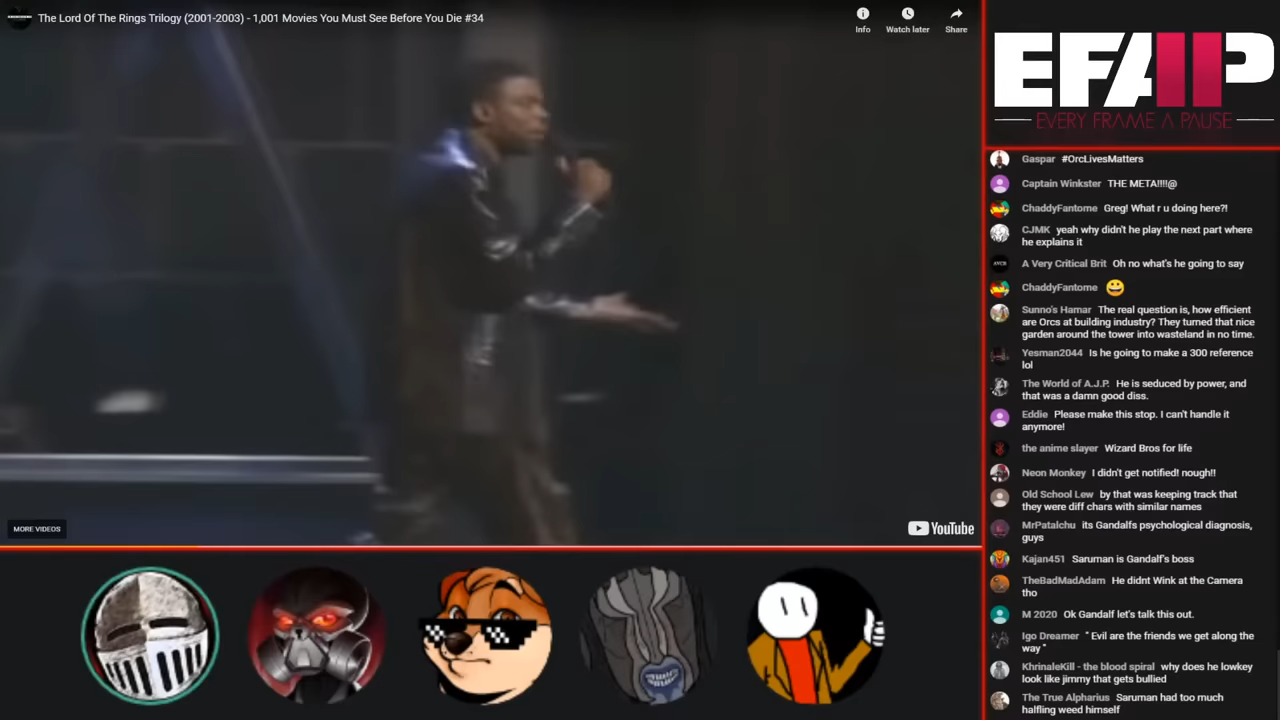 The Lord Of The Rings Trilogy (2001-2003) - 1,001 Movies You Must See Before You Die #34
Info
Watch later
Share
MORE VIDEOS
YouTube
EFAP
EVERY FRAME A PAUSE
Gaspar #OrcLivesMatters
Captain Winkster THE META!!!!@
ChaddyFantome Greg! What r u doing here?!
CJMK yeah why didn't he play the next part where
he explains it
A Very Critical Brit Oh no what's he going to say
ChaddyFantome
Sunno's Hamar The real question is, how efficient
are Orcs at building industry? They turned that nice
garden around the tower into wasteland in no time.
Yesman2044 Is he going to make a 300 reference
lol
The World of A.J.P. He is seduced by power, and
that was a damn good diss.
Eddie Please make this stop. I can't handle it
anymore!
the anime slayer Wizard Bros for life
Neon Monkey I didn't get notified! nough!!
Old School Lew by that was keeping track that
they were diff chars with similar names
MrPatalchu its Gandalfs psychological diagnosis,
guys
Kajan451 Saruman is Gandalf's boss
TheBadMadAdam He didnt Wink at the Camera
tho
M 2020 Ok Gandalf let's talk this out.
Igo Dreamer " Evil are the friends we get along the
way "
KhrinaleKill - the blood spiral why does he lowkey
look like jimmy that gets bullied
The True Alpharius Saruman had too much
halfling weed himself